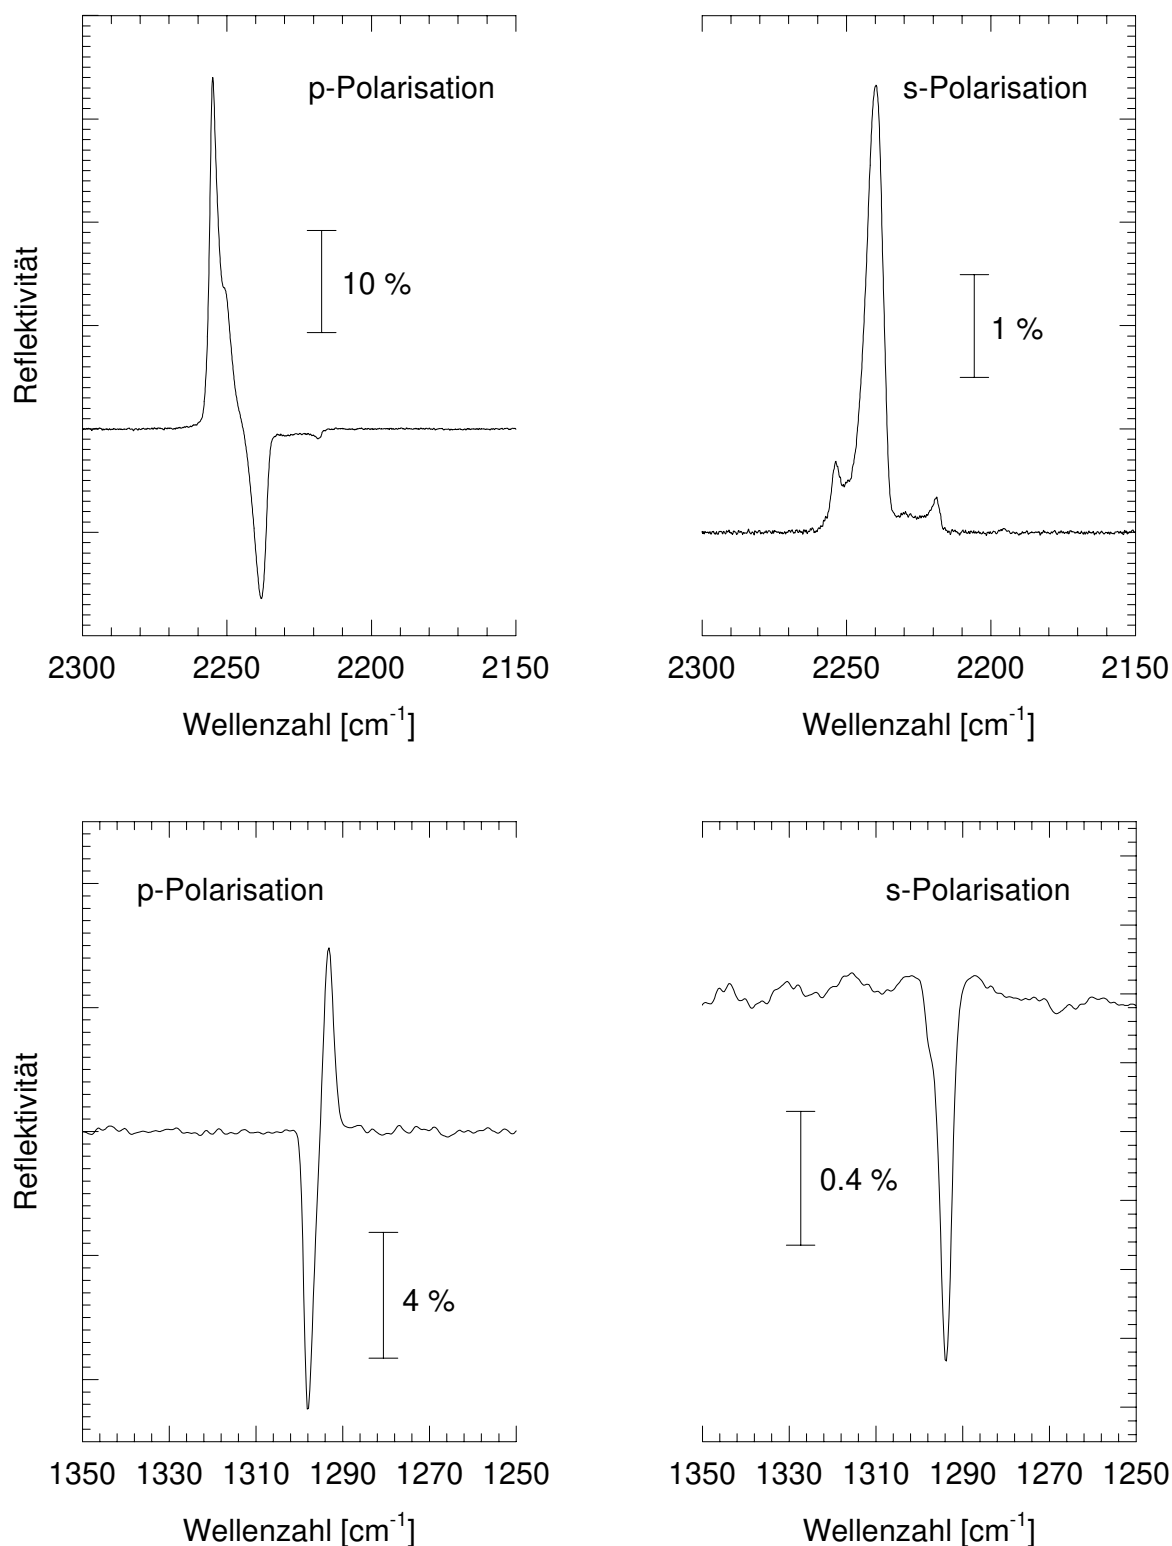 p-Polarisation
10 %
Reflektivität
2300 2250 2200 2150
Wellenzahl [cm⁻¹]
s-Polarisation
1 %
2300 2250 2200 2150
Wellenzahl [cm⁻¹]
p-Polarisation
4 %
Reflektivität
1350 1330 1310 1290 1270 1250
Wellenzahl [cm⁻¹]
s-Polarisation
0.4 %
1350 1330 1310 1290 1270 1250
Wellenzahl [cm⁻¹]